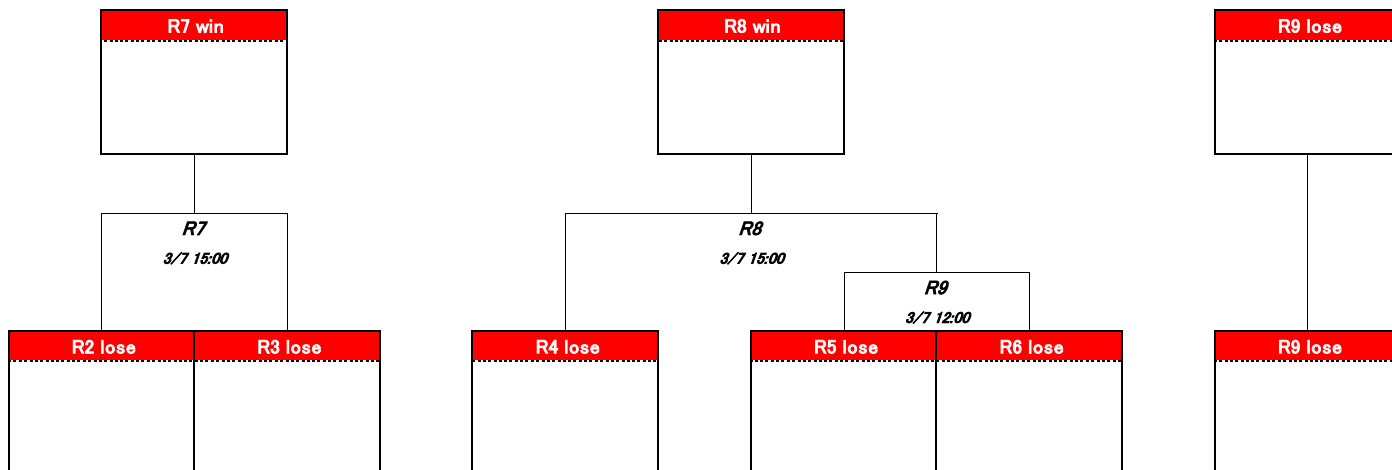 R7 win
R8 win
R9 lose
R7
3/7 15:00
R8
3/7 15:00
R9
3/7 12:00
R2 lose
R3 lose
R4 lose
R5 lose
R6 lose
R9 lose